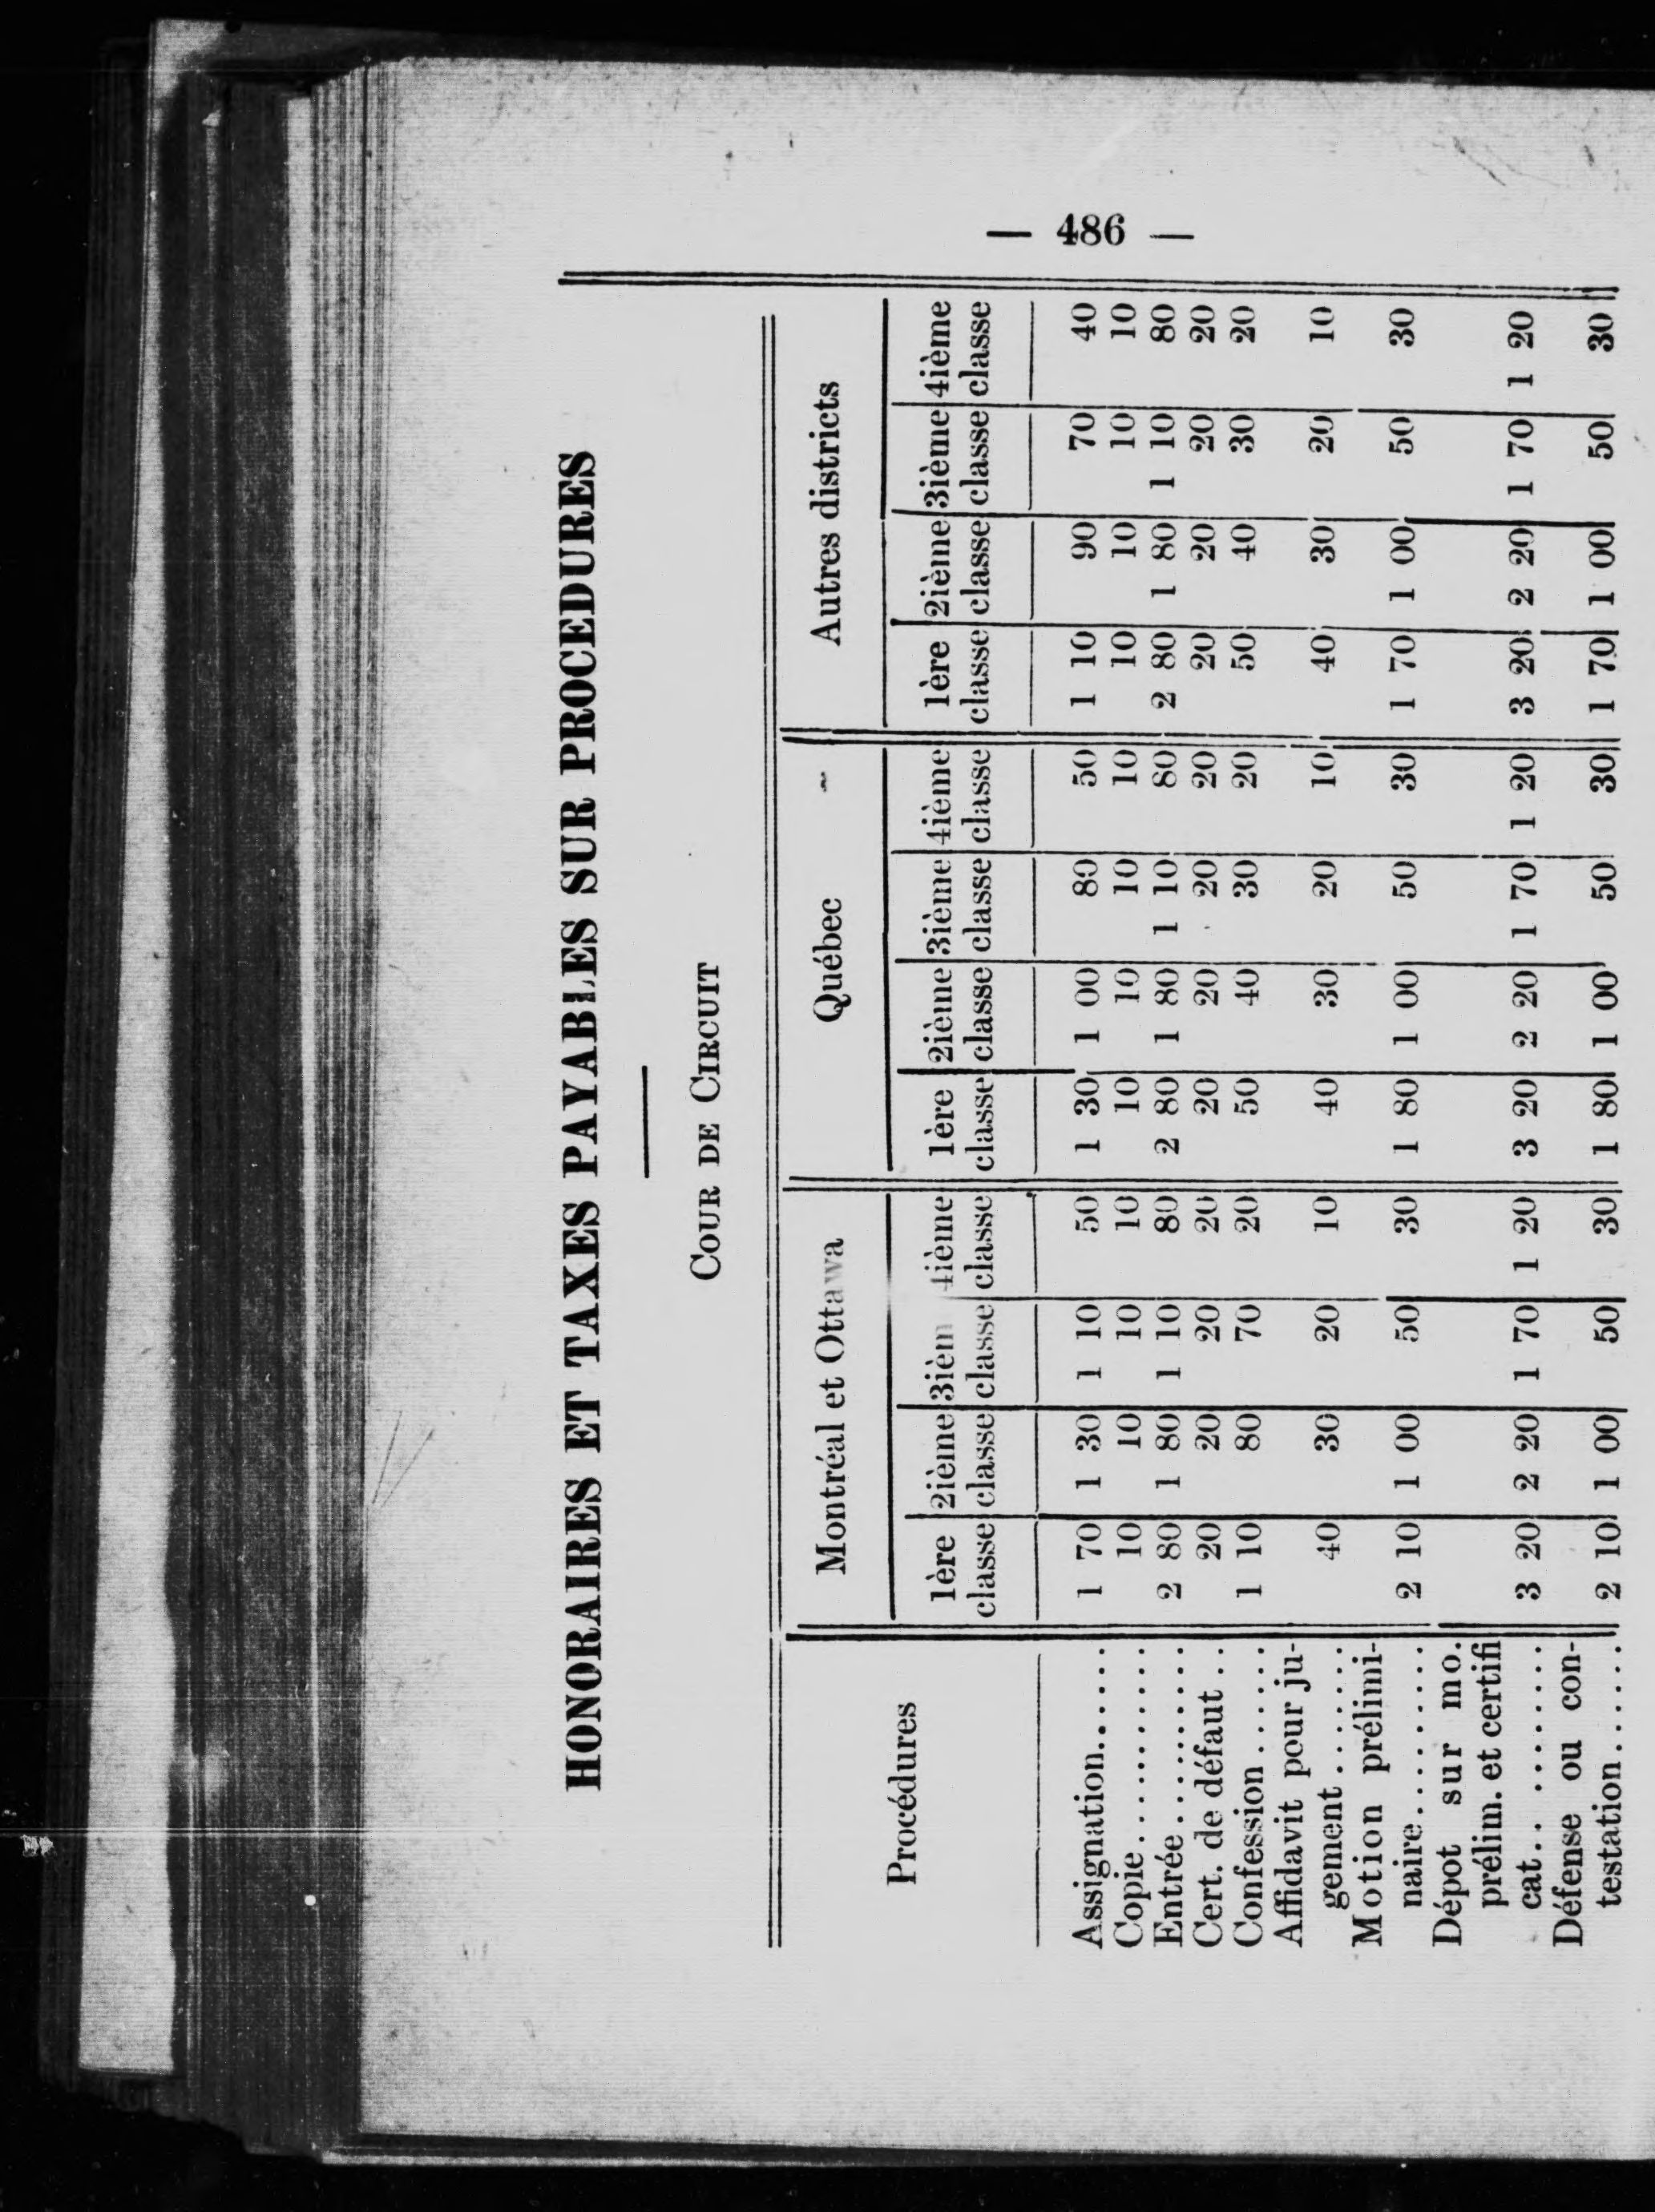 — 486 —
HONORAIRES ET TAXES PAYABLES SUR PROCEDURES
COUR DE CIRCUIT
Procédures Montréal et Ottawa Québec Autres districts
1ère 2ième 3ièm 4ième 1ère 2ième 3ième 4ième 1ère 2ième 3ième 4ième
classe classe classe classe classe classe classe classe classe classe classe classe
Assignation...... 1 70 1 30 1 10 50 1 30 1 00 80 50 1 10 90 70 40
Copie........... 10 10 10 10 10 10 10 10 10 10 10 10
Entrée.......... 2 80 1 80 1 10 80 2 80 1 80 1 10 80 2 80 1 80 1 10 80
Cert. de défaut .. 20 20 20 20 20 20 20 20 20 20 20 20
Confession ...... 1 10 80 70 20 50 40 30 20 50 40 30 20
Affidavit pour ju-
gement ....... 40 30 20 10 40 30 20 10 40 30 20 10
Motion prélimi-
naire.......... 2 10 1 00 50 30 1 80 1 00 50 30 1 70 1 00 50 30
Dépot sur mo.
prélim. et certifi
cat.. ......... 3 20 2 20 1 70 1 20 3 20 2 20 1 70 1 20 3 20 2 20 1 70 1 20
Défense ou con-
testation...... 2 10 1 00 50 30 1 80 1 00 50 30 1 70 1 00 50 30